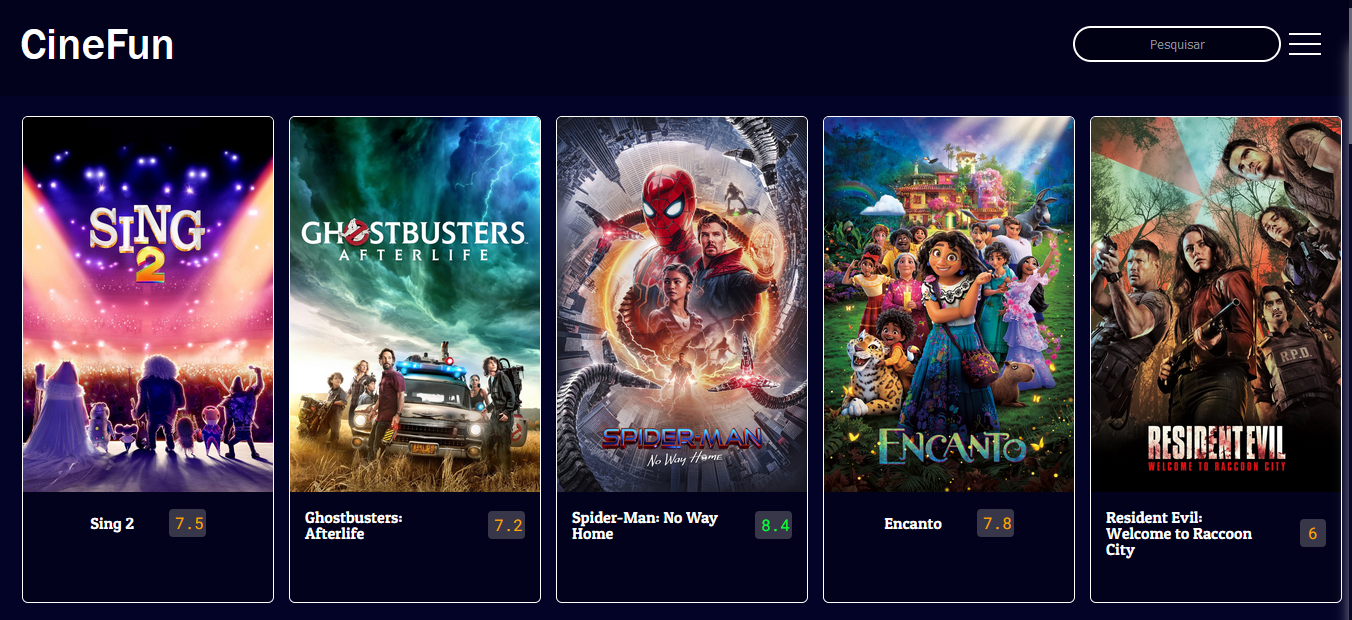 CineFun
Pesquisar
SING
2
GHOSTBUSTERS
AFTERLIFE
SPIDER-MAN
No Way Home
ENCANTO
R.P.D.
RESIDENT EVIL
WELCOME TO RACCOON CITY
Sing 2
7.5
Ghostbusters:
Afterlife
7.2
Spider-Man: No Way
Home
8.4
Encanto
7.8
Resident Evil:
Welcome to Raccoon
City
6